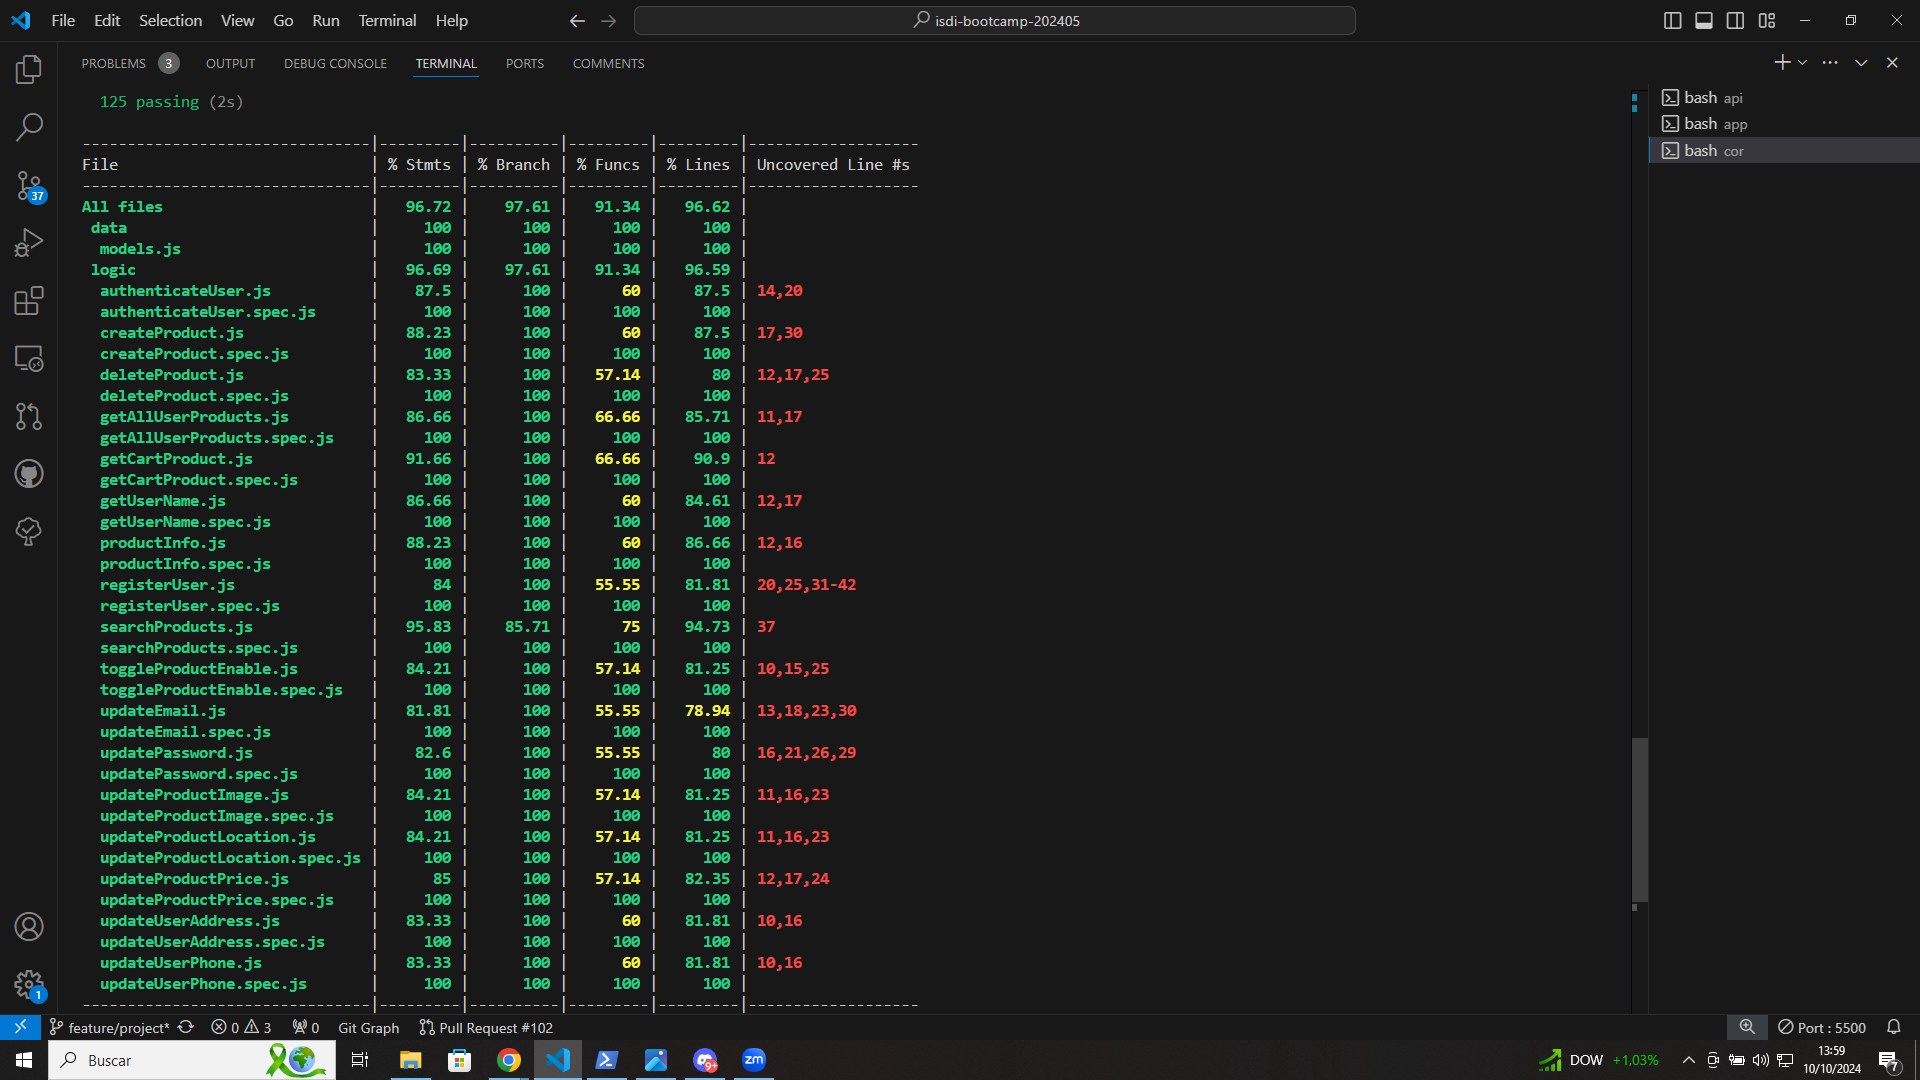 File Edit Selection View Go Run Terminal Help isdi-bootcamp-202405
PROBLEMS 3 OUTPUT DEBUG CONSOLE TERMINAL PORTS COMMENTS
125 passing (2s)
-------------------------------|---------|----------|---------|---------|-------------------
File | % Stmts | % Branch | % Funcs | % Lines | Uncovered Line #s
-------------------------------|---------|----------|---------|---------|-------------------
All files | 96.72 | 97.61 | 91.34 | 96.62 |
data | 100 | 100 | 100 | 100 |
models.js | 100 | 100 | 100 | 100 |
logic | 96.69 | 97.61 | 91.34 | 96.59 |
authenticateUser.js | 87.5 | 100 | 60 | 87.5 | 14,20
authenticateUser.spec.js | 100 | 100 | 100 | 100 |
createProduct.js | 88.23 | 100 | 60 | 87.5 | 17,30
createProduct.spec.js | 100 | 100 | 100 | 100 |
deleteProduct.js | 83.33 | 100 | 57.14 | 80 | 12,17,25
deleteProduct.spec.js | 100 | 100 | 100 | 100 |
getAllUserProducts.js | 86.66 | 100 | 66.66 | 85.71 | 11,17
getAllUserProducts.spec.js | 100 | 100 | 100 | 100 |
getCartProduct.js | 91.66 | 100 | 66.66 | 90.9 | 12
getCartProduct.spec.js | 100 | 100 | 100 | 100 |
getUserName.js | 86.66 | 100 | 60 | 84.61 | 12,17
getUserName.spec.js | 100 | 100 | 100 | 100 |
productInfo.js | 88.23 | 100 | 60 | 86.66 | 12,16
productInfo.spec.js | 100 | 100 | 100 | 100 |
registerUser.js | 84 | 100 | 55.55 | 81.81 | 20,25,31-42
registerUser.spec.js | 100 | 100 | 100 | 100 |
searchProducts.js | 95.83 | 85.71 | 75 | 94.73 | 37
searchProducts.spec.js | 100 | 100 | 100 | 100 |
toggleProductEnable.js | 84.21 | 100 | 57.14 | 81.25 | 10,15,25
toggleProductEnable.spec.js | 100 | 100 | 100 | 100 |
updateEmail.js | 81.81 | 100 | 55.55 | 78.94 | 13,18,23,30
updateEmail.spec.js | 100 | 100 | 100 | 100 |
updatePassword.js | 82.6 | 100 | 55.55 | 80 | 16,21,26,29
updatePassword.spec.js | 100 | 100 | 100 | 100 |
updateProductImage.js | 84.21 | 100 | 57.14 | 81.25 | 11,16,23
updateProductImage.spec.js | 100 | 100 | 100 | 100 |
updateProductLocation.js | 84.21 | 100 | 57.14 | 81.25 | 11,16,23
updateProductLocation.spec.js | 100 | 100 | 100 | 100 |
updateProductPrice.js | 85 | 100 | 57.14 | 82.35 | 12,17,24
updateProductPrice.spec.js | 100 | 100 | 100 | 100 |
updateUserAddress.js | 83.33 | 100 | 60 | 81.81 | 10,16
updateUserAddress.spec.js | 100 | 100 | 100 | 100 |
updateUserPhone.js | 83.33 | 100 | 60 | 81.81 | 10,16
updateUserPhone.spec.js | 100 | 100 | 100 | 100 |
-------------------------------|---------|----------|---------|---------|-------------------
bash api
bash app
bash cor
37
1
feature/project* 0 3 0 Git Graph Pull Request #102 Port : 5500
Buscar 9+ zm DOW +1,03% 13:59
10/10/2024 7